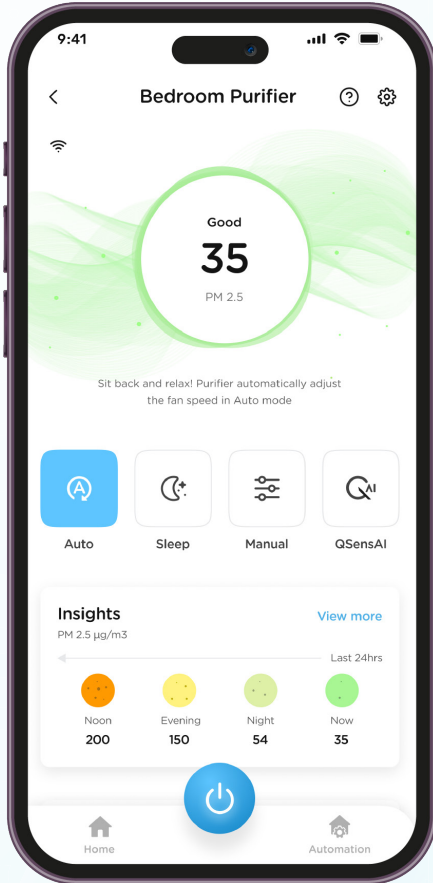 9:41
Bedroom Purifier
Good
35
PM 2.5
Sit back and relax! Purifier automatically adjust
the fan speed in Auto mode
Auto Sleep Manual QSensAI
Insights View more
PM 2.5 µg/m3
Last 24hrs
Noon Evening Night Now
200 150 54 35
Home Automation